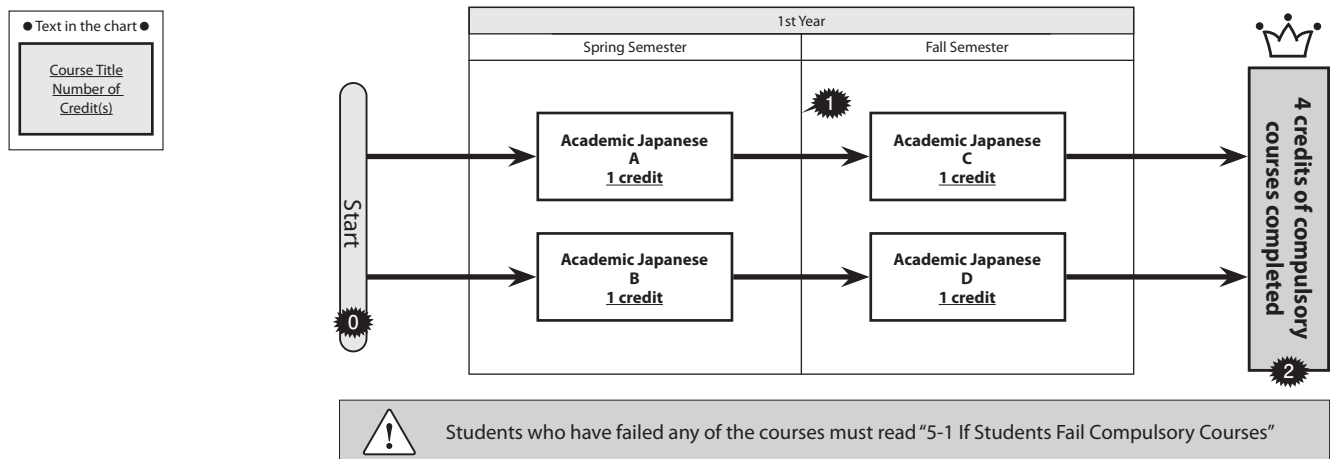 ● Text in the chart ●
Course Title
Number of
Credit(s)
1st Year
Spring Semester
Fall Semester
Start
0
Academic Japanese
A
1 credit
1
Academic Japanese
C
1 credit
Academic Japanese
B
1 credit
Academic Japanese
D
1 credit
4 credits of compulsory
courses completed
2
! Students who have failed any of the courses must read “5-1 If Students Fail Compulsory Courses”